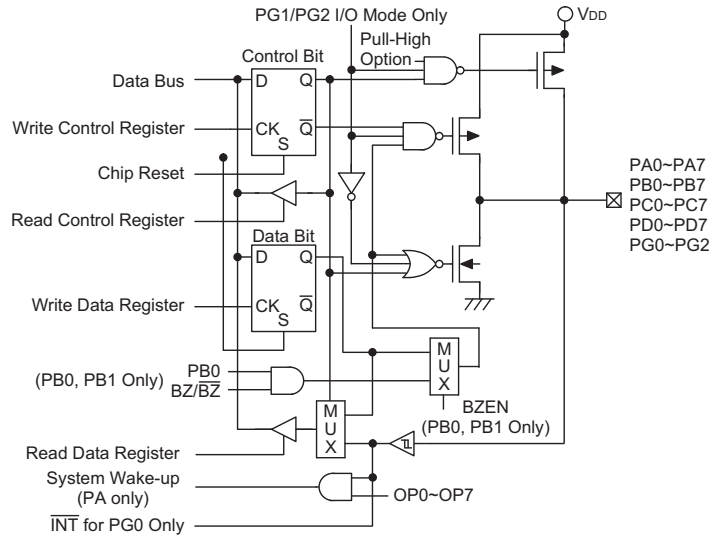 PG1/PG2 I/O Mode Only
VDD
Pull-High
Option
Control Bit
Data Bus
D Q
Write Control Register
CK Q̅
S
Chip Reset
Read Control Register
Data Bit
D Q
Write Data Register
CK Q̅
S
PA0~PA7
PB0~PB7
PC0~PC7
PD0~PD7
PG0~PG2
PB0
(PB0, PB1 Only)
BZ/B̅Z̅
MUX
BZEN
(PB0, PB1 Only)
MUX
Read Data Register
System Wake-up
(PA only)
OP0~OP7
I̅N̅T̅ for PG0 Only